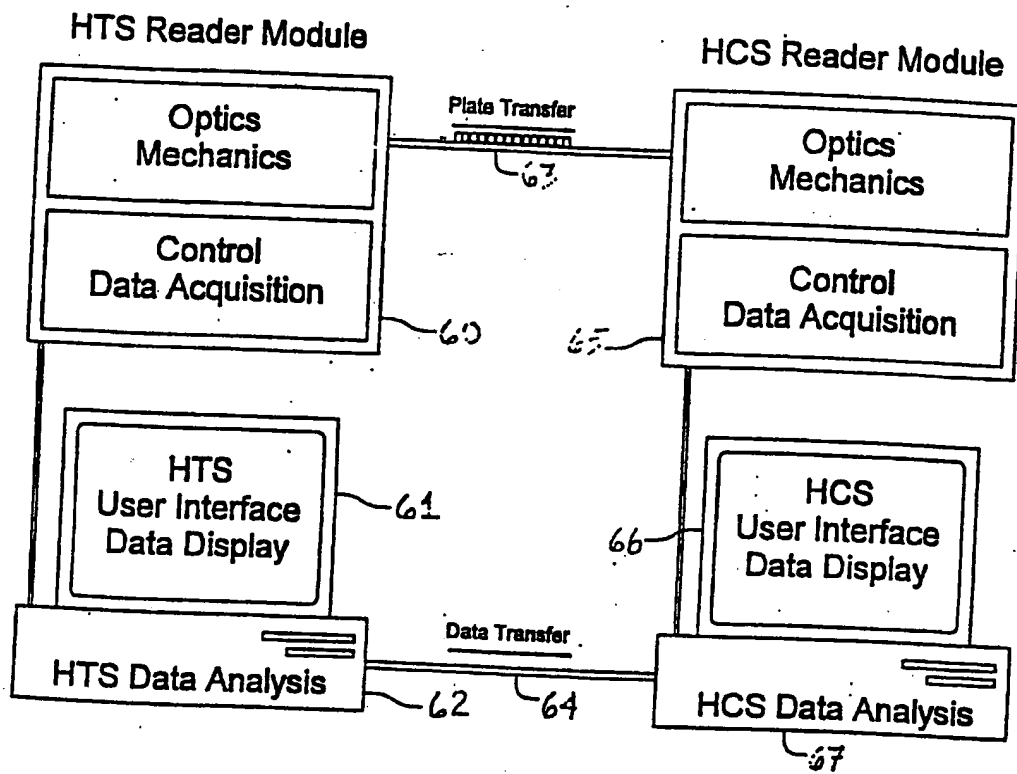 HTS Reader Module
HCS Reader Module
Optics
Mechanics
Control
Data Acquisition
Plate Transfer
63
Optics
Mechanics
Control
Data Acquisition
60
65
HTS
User Interface
Data Display
61
66
HCS
User Interface
Data Display
HTS Data Analysis
62
Data Transfer
64
HCS Data Analysis
67